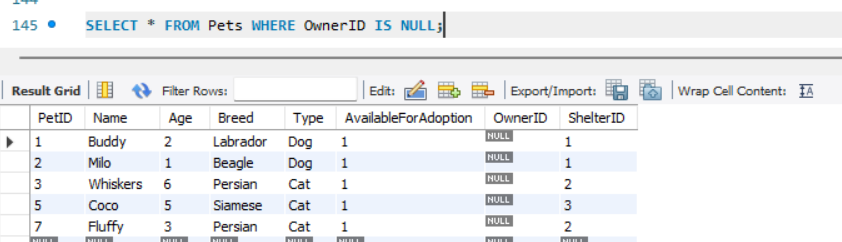 144
145 SELECT * FROM Pets WHERE OwnerID IS NULL;
Result Grid Filter Rows: Edit: Export/Import: Wrap Cell Content: IA
PetID Name Age Breed Type AvailableForAdoption OwnerID ShelterID
1 Buddy 2 Labrador Dog 1 NULL 1
2 Milo 1 Beagle Dog 1 NULL 1
3 Whiskers 6 Persian Cat 1 NULL 2
5 Coco 5 Siamese Cat 1 NULL 3
7 Fluffy 3 Persian Cat 1 NULL 2
NULL NULL NULL NULL NULL NULL NULL NULL